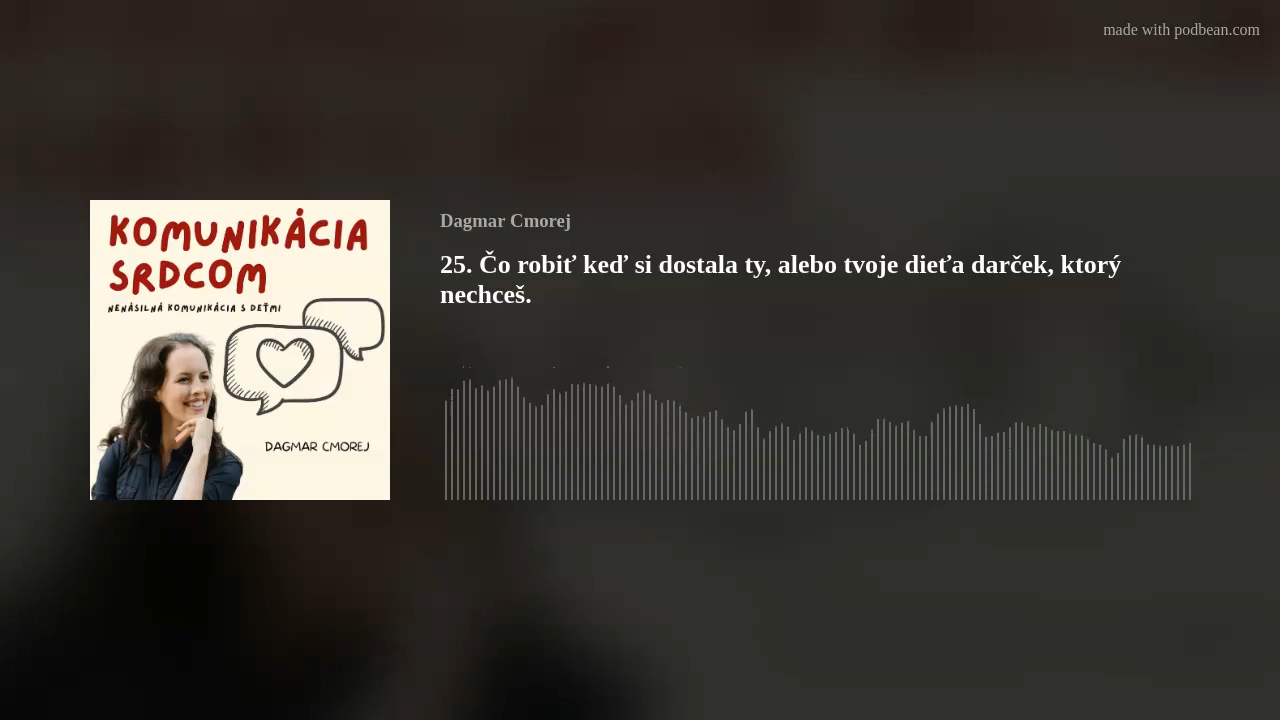 made with podbean.com
KOMUNIKÁCIA
SRDCOM
NENÁSILNÁ KOMUNIKÁCIA S DEŤMI
DAGMAR CMOREJ
Dagmar Cmorej
25. Čo robiť keď si dostala ty, alebo tvoje dieťa darček, ktorý
nechceš.